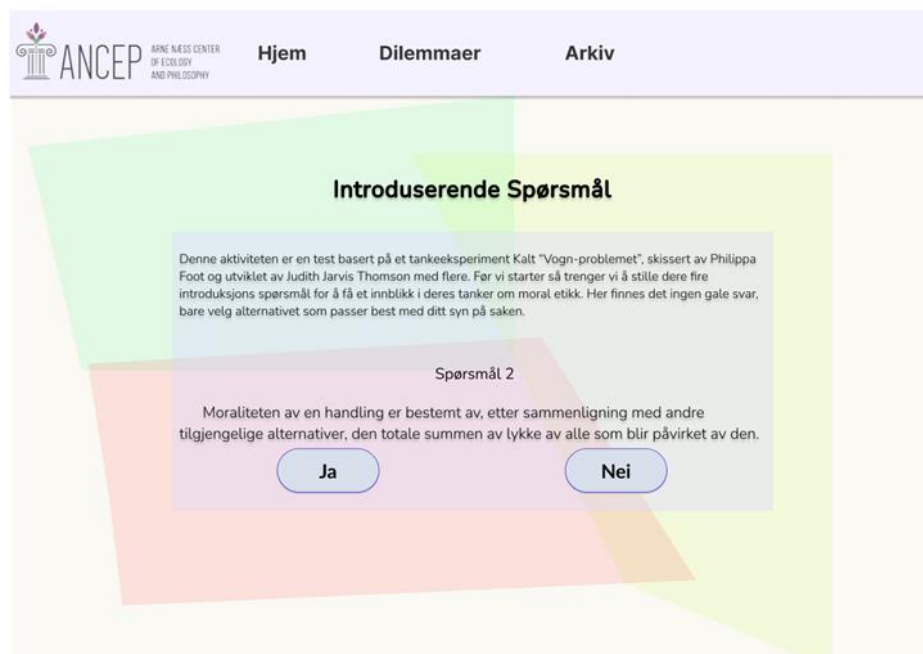 ANCEP
ARNE NÆSS CENTER
OF ECOLOGY
AND PHILOSOPHY
Hjem
Dilemmaer
Arkiv
Introduserende Spørsmål
Denne aktiviteten er en test basert på et tankeeksperiment Kalt "Vogn-problemet", skissert av Philippa
Foot og utviklet av Judith Jarvis Thomson med flere. Før vi starter så trenger vi å stille dere fire
introduksjons spørsmål for å få et innblikk i deres tanker om moral etikk. Her finnes det ingen gale svar,
bare velg alternativet som passer best med ditt syn på saken.
Spørsmål 2
Moraliteten av en handling er bestemt av, etter sammenligning med andre
tilgjengelige alternativer, den totale summen av lykke av alle som blir påvirket av den.
Ja
Nei